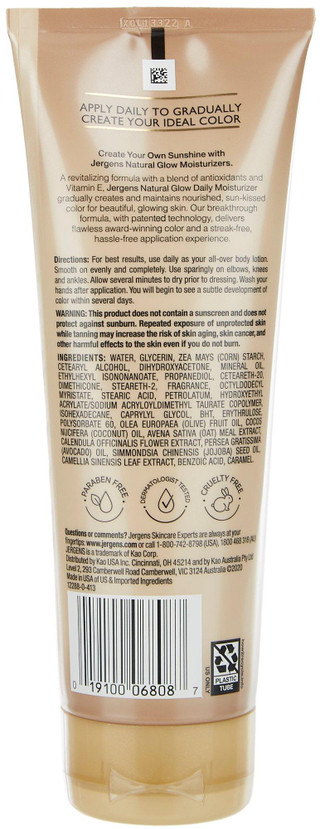 APPLY DAILY TO GRADUALLY
CREATE YOUR IDEAL COLOR
Create Your Own Sunshine with
Jergens Natural Glow Moisturizers.
A revitalizing formula with a blend of antioxidants and
Vitamin E, Jergens Natural Glow Daily Moisturizer
gradually creates and maintains nourished, sun-kissed
color for beautiful, glowing skin. Our breakthrough
formula, with patented technology, delivers
flawless award-winning color and a streak-free,
hassle-free application experience.
Directions: For best results, use daily as your all-over body lotion.
Smooth on evenly and completely. Use sparingly on elbows, knees
and ankles. Allow several minutes to dry prior to dressing. Wash your
hands after application. You will begin to see a subtle development of
color within several days.
WARNING: This product does not contain a sunscreen and does not
protect against sunburn. Repeated exposure of unprotected skin
while tanning may increase the risk of skin aging, skin cancer, and
other harmful effects to the skin even if you do not burn.
INGREDIENTS: WATER, GLYCERIN, ZEA MAYS (CORN) STARCH,
CETEARYL ALCOHOL, DIHYDROXYACETONE, MINERAL OIL,
ETHYLHEXYL ISONONANOATE, PROPANEDIOL, CETEARETH-20,
DIMETHICONE, STEARETH-2, FRAGRANCE, OCTYLDODECYL
MYRISTATE, STEARIC ACID, PETROLATUM, HYDROXYETHYL
ACRYLATE/SODIUM ACRYLOYLDIMETHYL TAURATE COPOLYMER,
ISOHEXADECANE, CAPRYLYL GLYCOL, BHT, ERYTHRULOSE,
POLYSORBATE 60, OLEA EUROPAEA (OLIVE) FRUIT OIL, COCOS
NUCIFERA (COCONUT) OIL, AVENA SATIVA (OAT) MEAL EXTRACT,
CALENDULA OFFICINALIS FLOWER EXTRACT, PERSEA GRATISSIMA
(AVOCADO) OIL, SIMMONDSIA CHINENSIS (JOJOBA) SEED OIL,
CAMELLIA SINENSIS LEAF EXTRACT, BENZOIC ACID, CARAMEL.
PARABEN FREE
DERMATOLOGIST TESTED
CRUELTY FREE
Questions or comments? Jergens Skincare Experts are always at your
fingertips: www.jergens.com or call 1-800-742-8798 (USA), 1800 468 318 (AU)
JERGENS is a trademark of Kao Corp.
Distributed by Kao USA Inc. Cincinnati, OH 45214 and by Kao Australia Pty Ltd
Level 2, 293 Camberwell Road Camberwell, VIC 3124 Australia ©2020
Made in USA of US & Imported Ingredients
12288-0-413
0 19100 06808 7
PLASTIC
TUBE
US ONLY